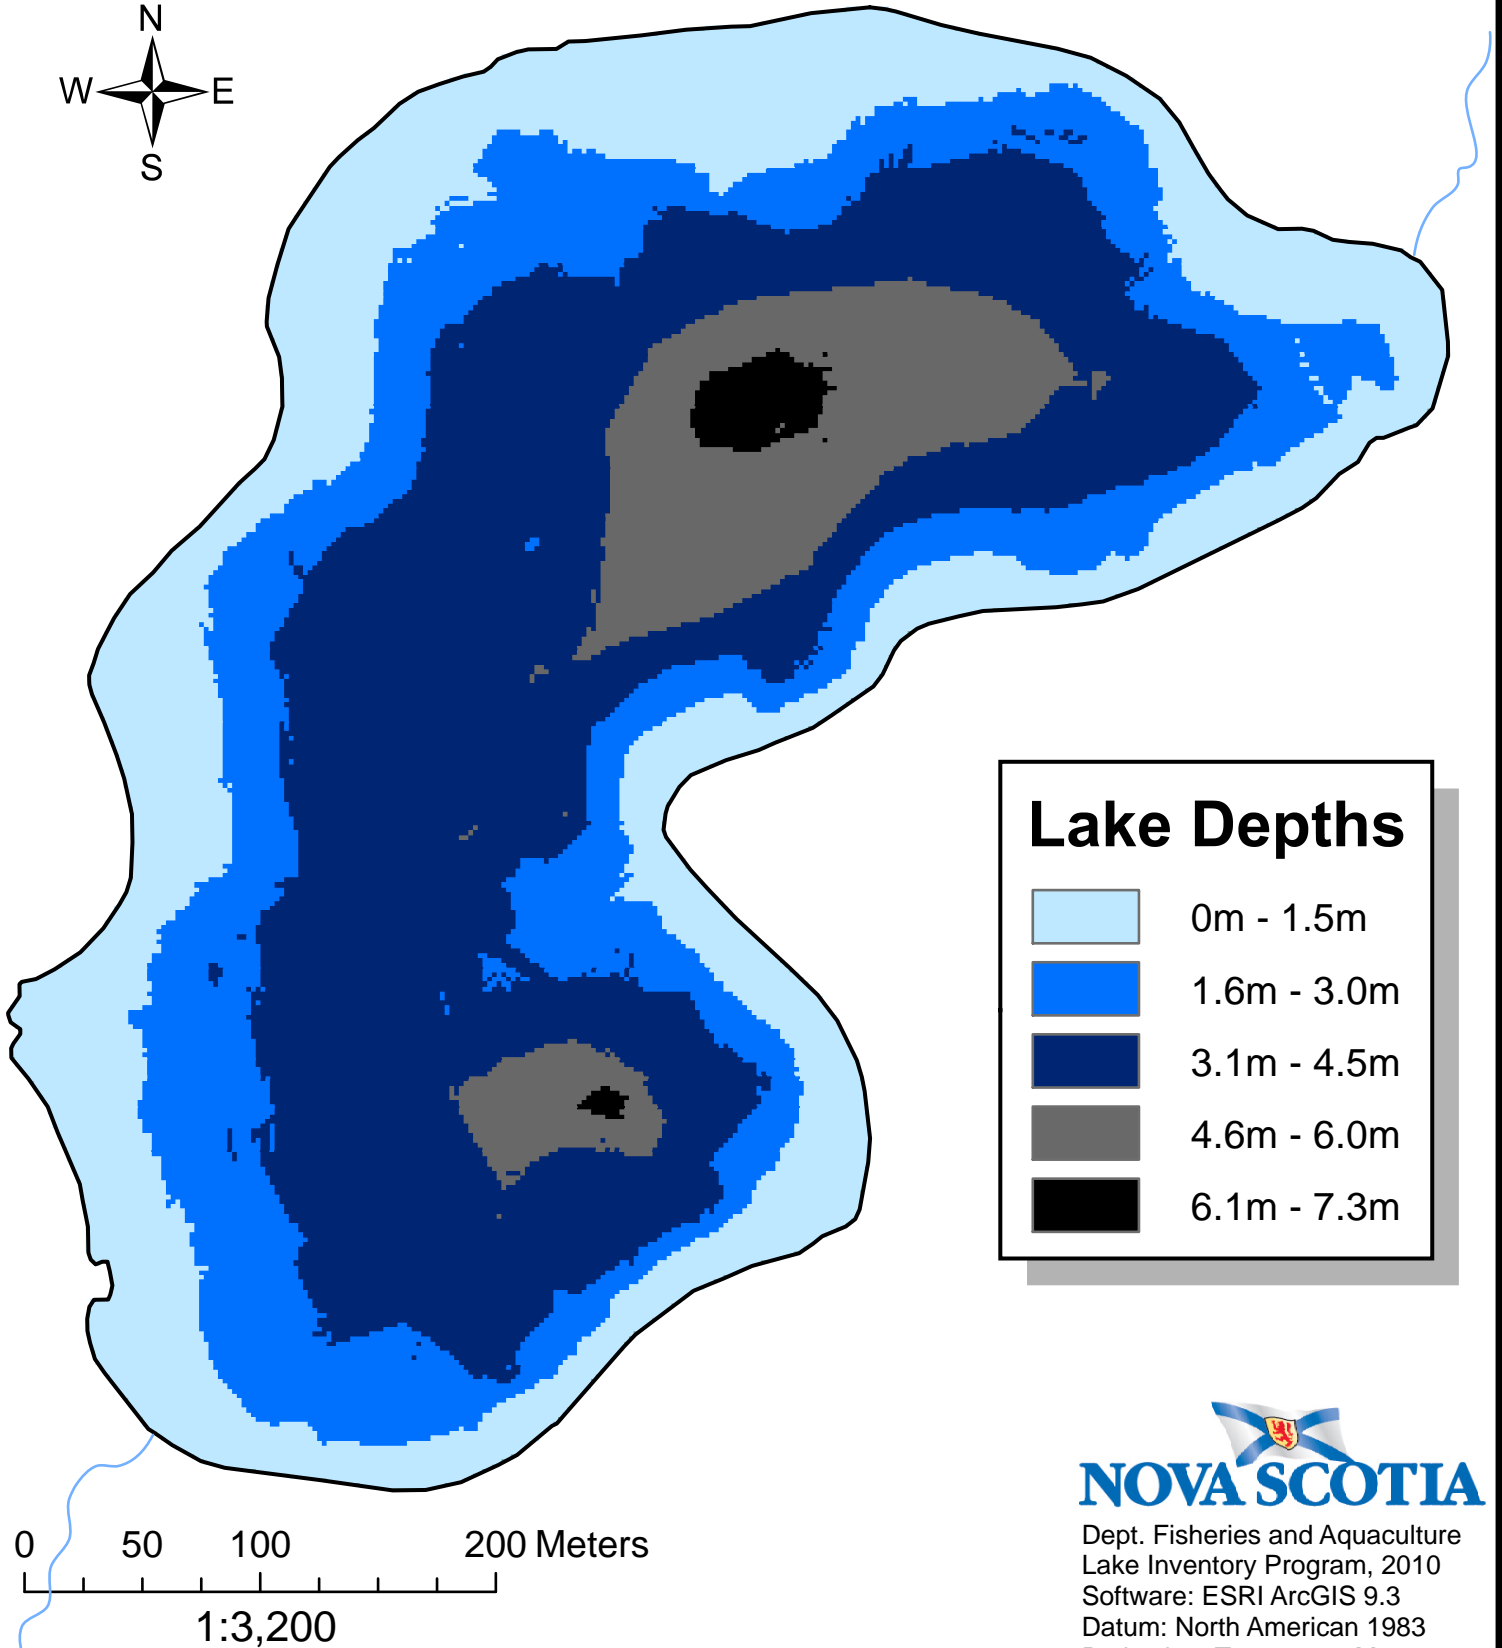 N
W E
S
Lake Depths
0m - 1.5m
1.6m - 3.0m
3.1m - 4.5m
4.6m - 6.0m
6.1m - 7.3m
NOVA SCOTIA
Dept. Fisheries and Aquaculture
Lake Inventory Program, 2010
Software: ESRI ArcGIS 9.3
Datum: North American 1983
0 50 100 200 Meters
1:3,200